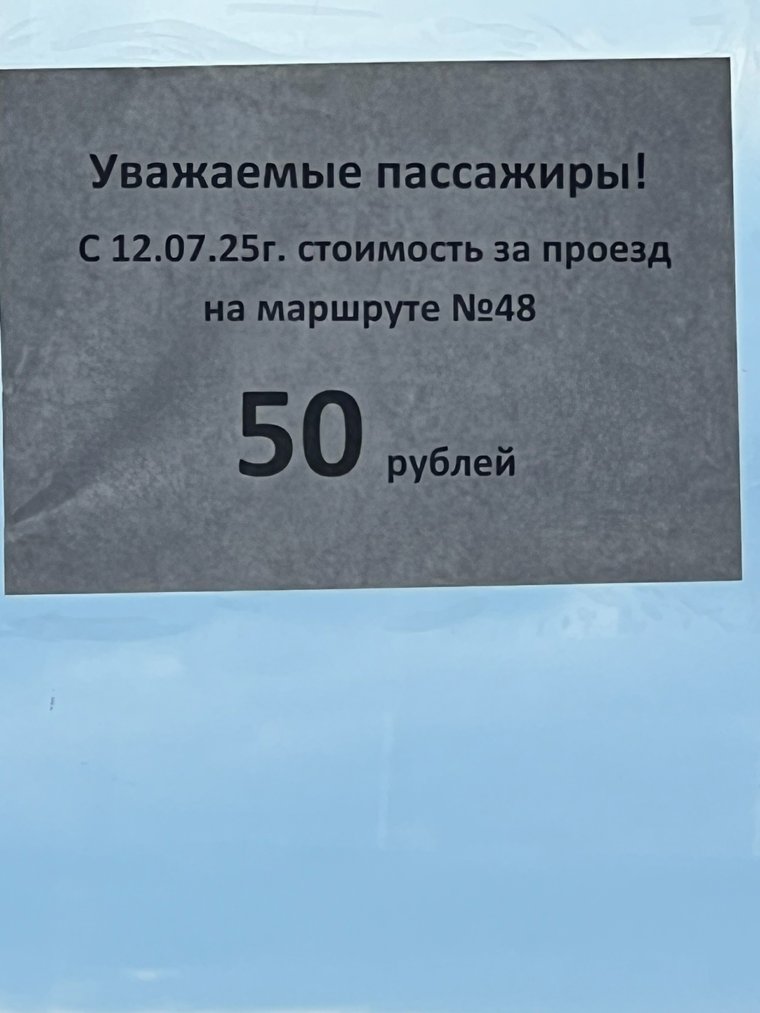 Уважаемые пассажиры!
С 12.07.25г. стоимость за проезд
на маршруте №48
50 рублей